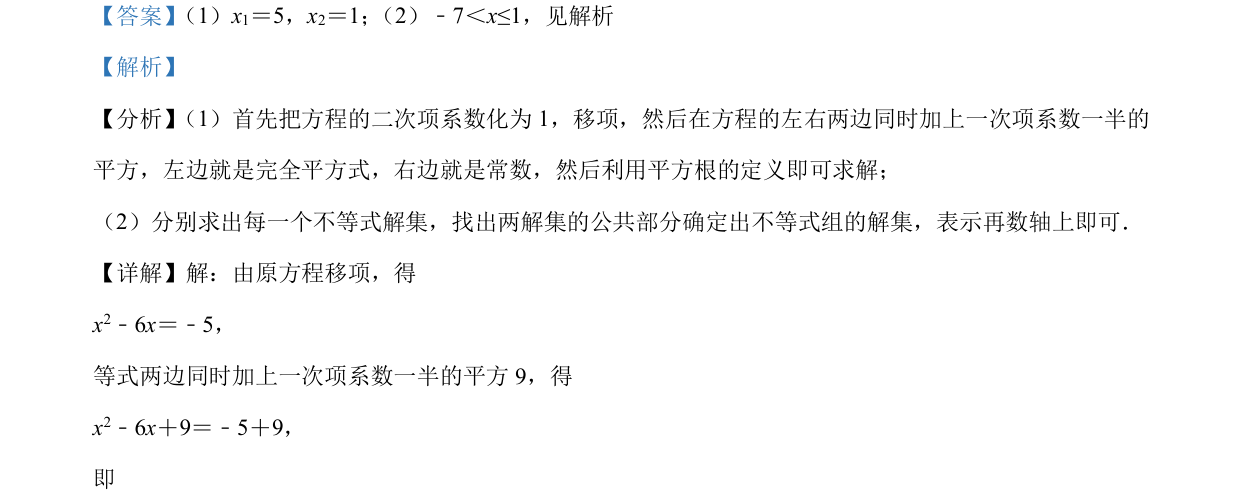 【答案】（1）x₁＝5，x₂＝1；（2）﹣7＜x≤1，见解析
【解析】
【分析】（1）首先把方程的二次项系数化为 1，移项，然后在方程的左右两边同时加上一次项系数一半的
平方，左边就是完全平方式，右边就是常数，然后利用平方根的定义即可求解；
（2）分别求出每一个不等式解集，找出两解集的公共部分确定出不等式组的解集，表示再数轴上即可．
【详解】解：由原方程移项，得
x²﹣6x＝﹣5，
等式两边同时加上一次项系数一半的平方 9，得
x²﹣6x＋9＝﹣5＋9，
即